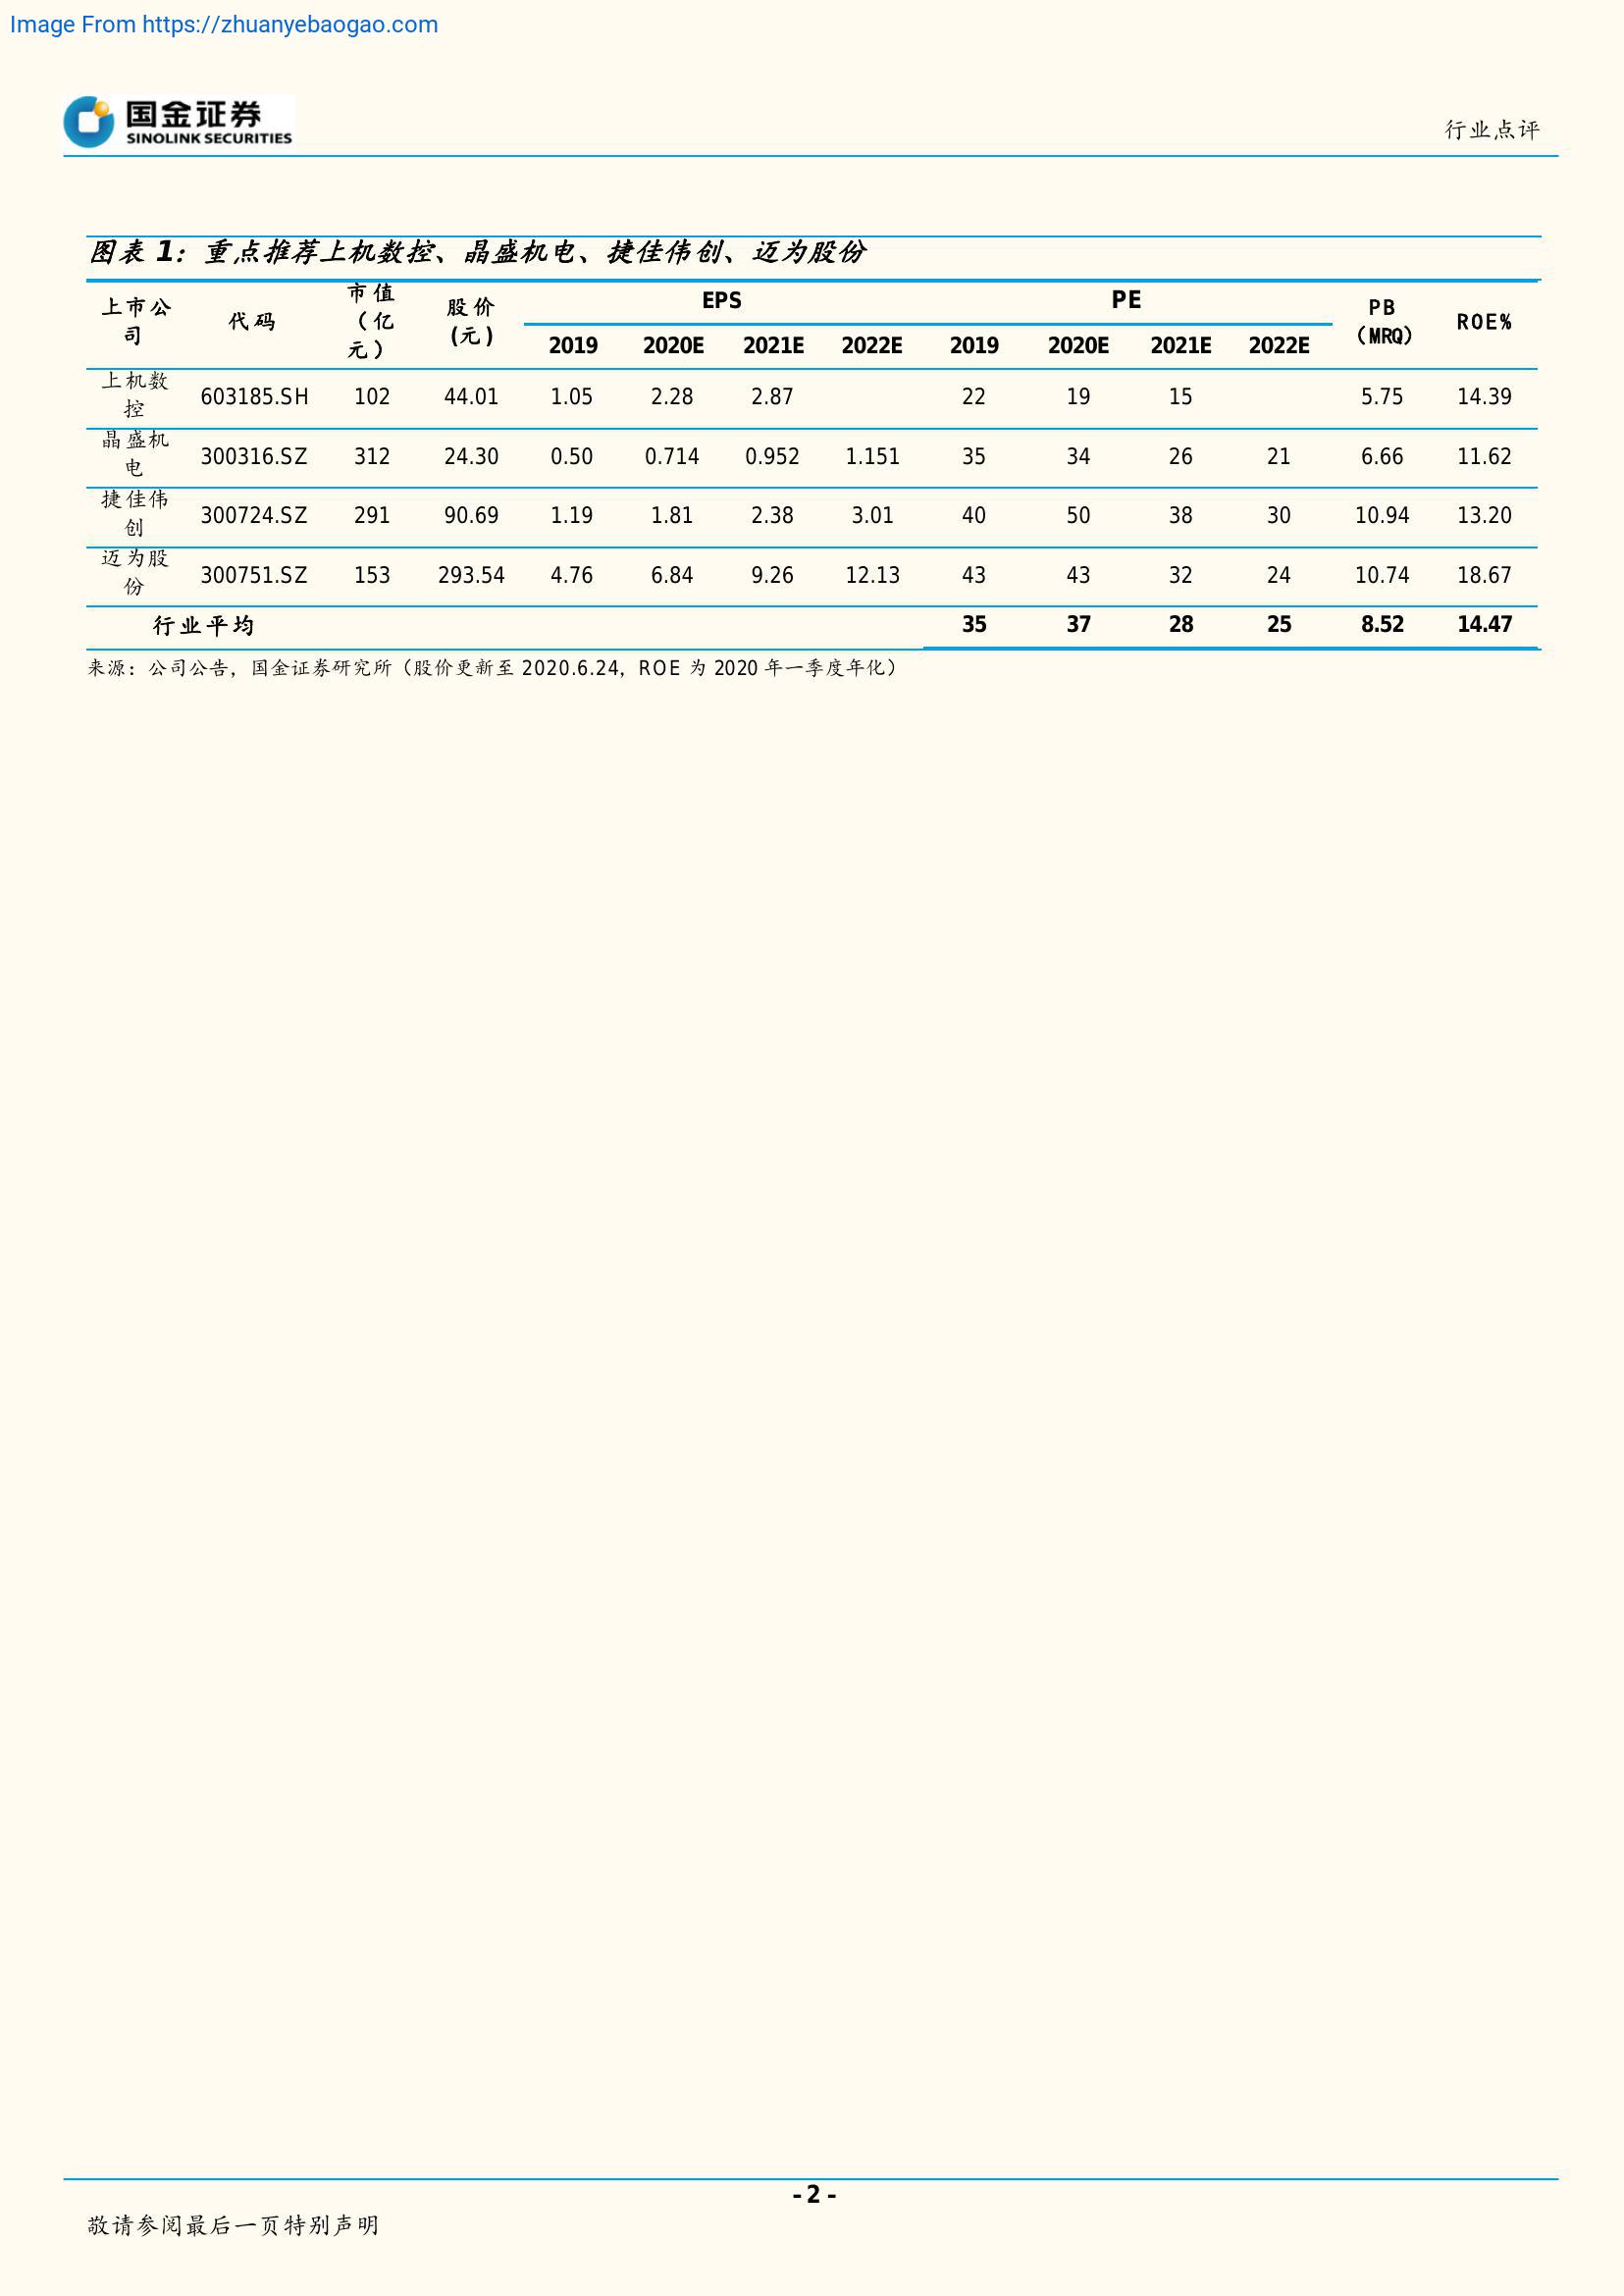 Image From https://zhuanyebaogao.com
国金证券
SINOLINK SECURITIES
行业点评
图表 1：重点推荐上机数控、晶盛机电、捷佳伟创、迈为股份
上市公司 代码 市值（亿元） 股价(元) EPS PE PB（MRQ） ROE%
2019 2020E 2021E 2022E 2019 2020E 2021E 2022E
上机数控 603185.SH 102 44.01 1.05 2.28 2.87 22 19 15 5.75 14.39
晶盛机电 300316.SZ 312 24.30 0.50 0.714 0.952 1.151 35 34 26 21 6.66 11.62
捷佳伟创 300724.SZ 291 90.69 1.19 1.81 2.38 3.01 40 50 38 30 10.94 13.20
迈为股份 300751.SZ 153 293.54 4.76 6.84 9.26 12.13 43 43 32 24 10.74 18.67
行业平均 35 37 28 25 8.52 14.47
来源：公司公告，国金证券研究所（股价更新至 2020.6.24，ROE 为 2020 年一季度年化）
- 2 -
敬请参阅最后一页特别声明